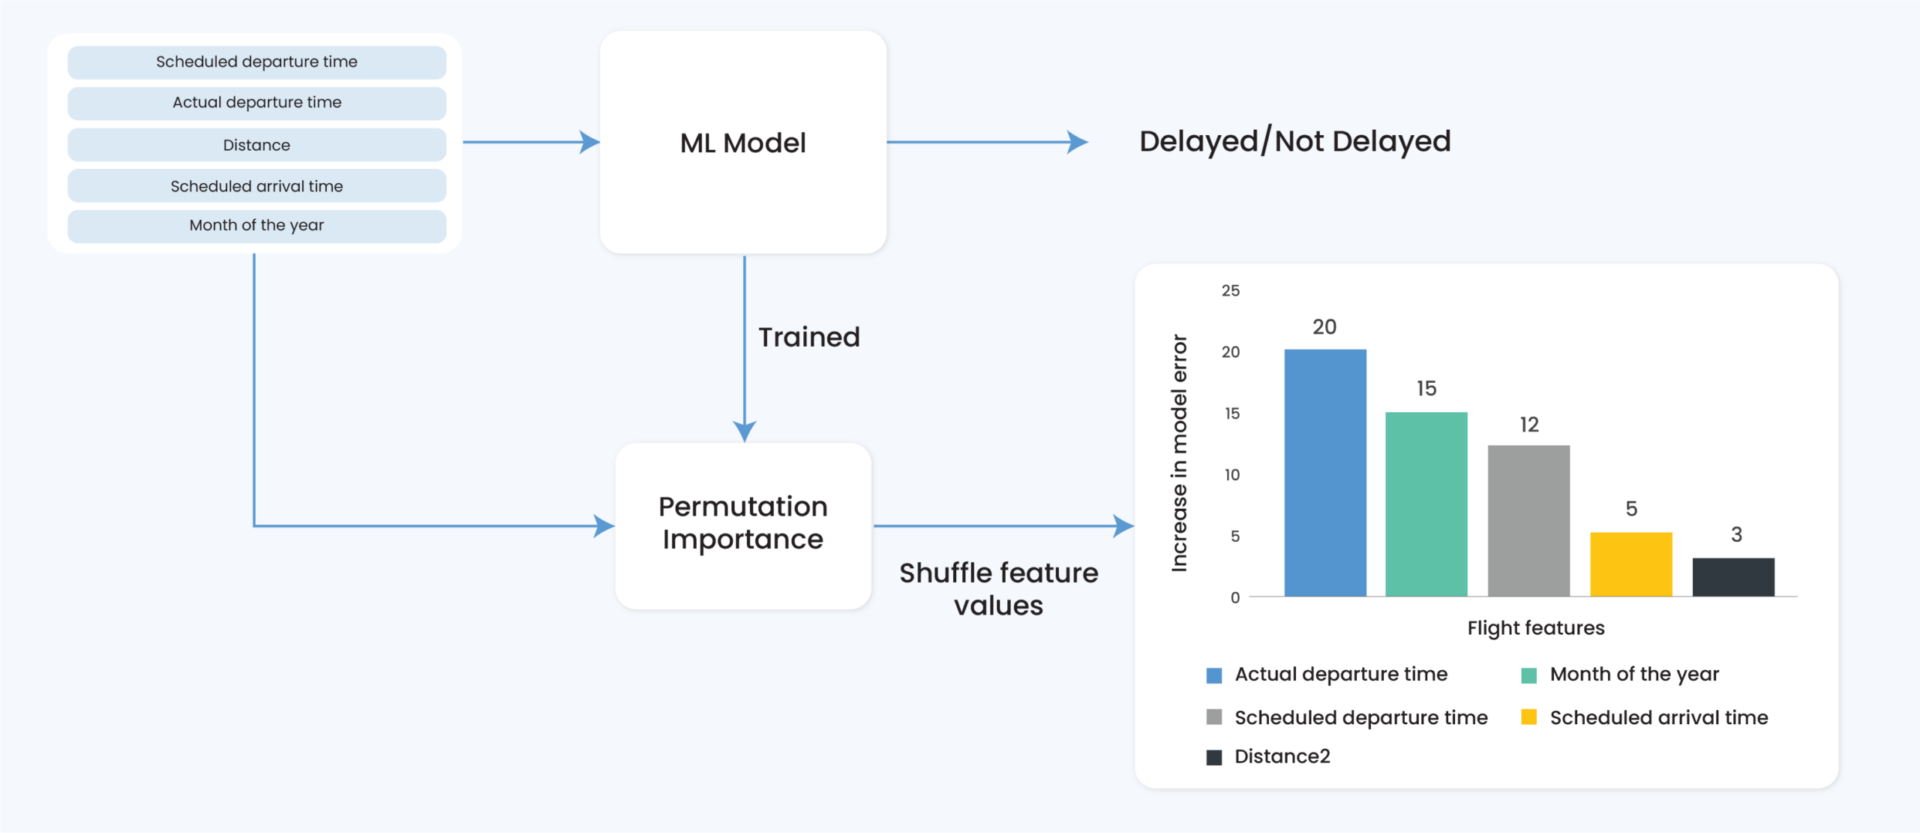 Scheduled departure time
Actual departure time
Distance
Scheduled arrival time
Month of the year
ML Model
Delayed/Not Delayed
Trained
Permutation
Importance
Shuffle feature
values
Increase in model error
25
20
15
10
5
0
20
15
12
5
3
Flight features
Actual departure time
Month of the year
Scheduled departure time
Scheduled arrival time
Distance2